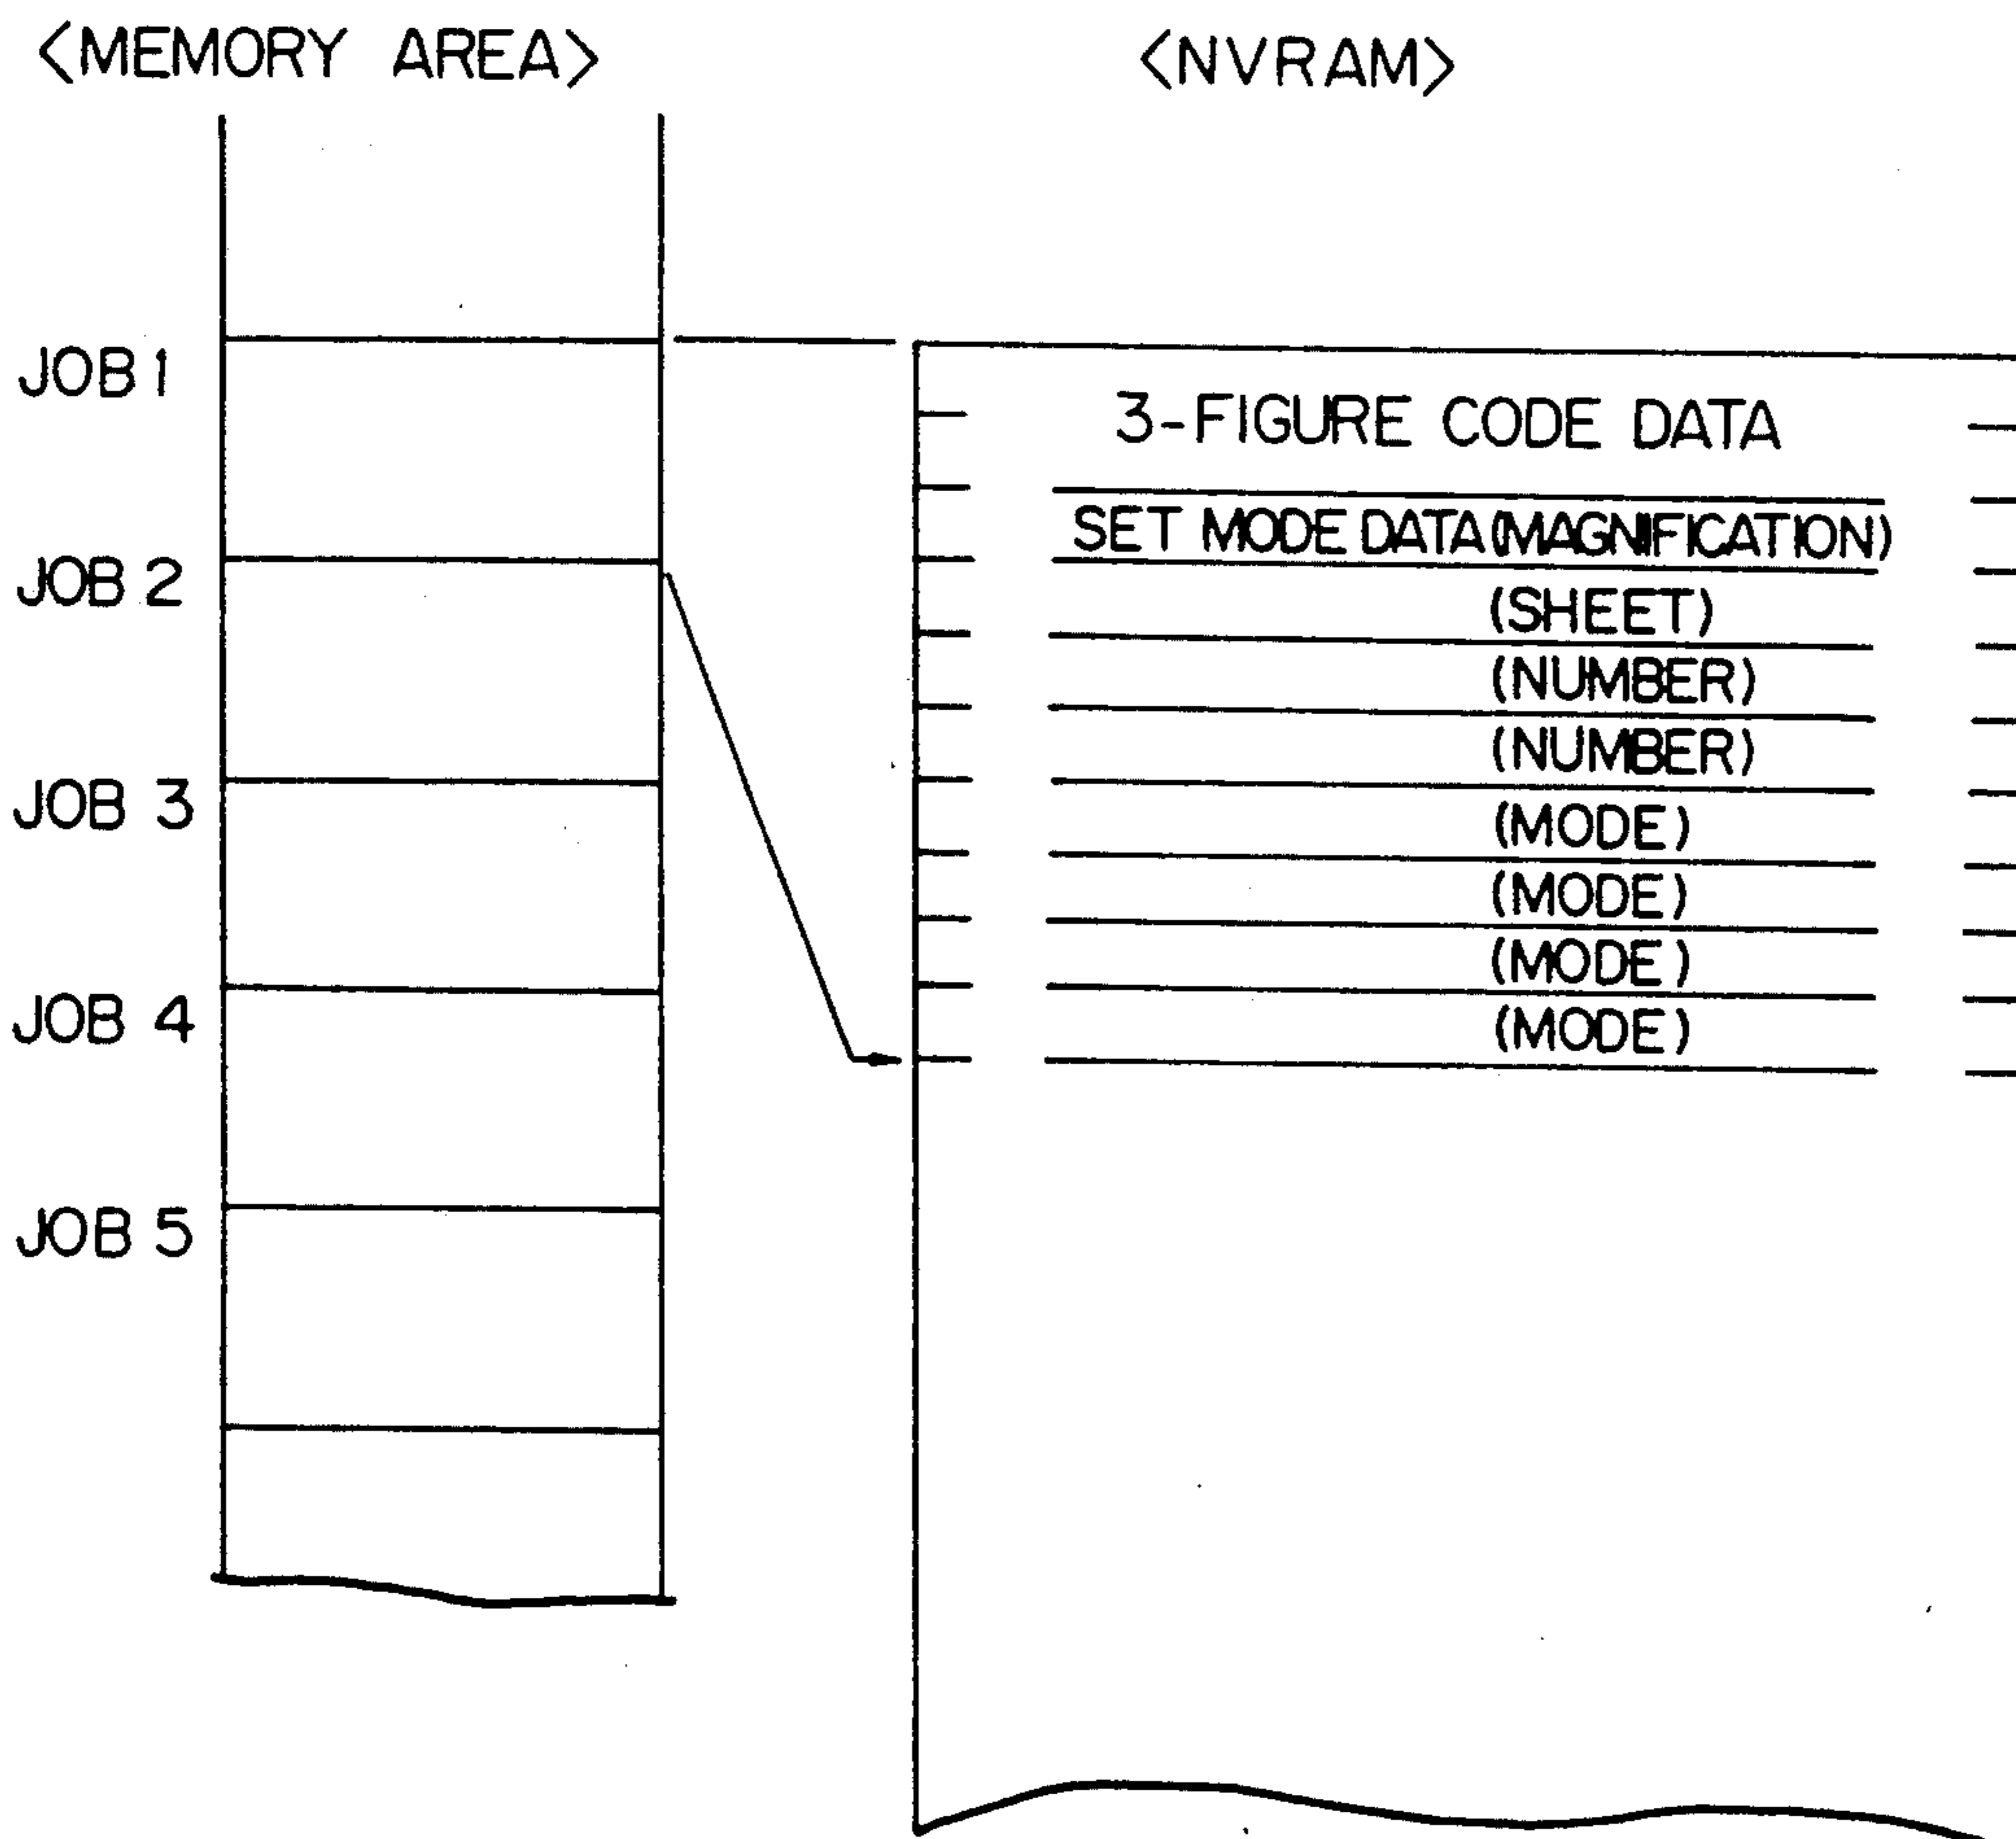 <MEMORY AREA>
<NVRAM>
JOB 1
JOB 2
JOB 3
JOB 4
JOB 5
3-FIGURE CODE DATA
SET MODE DATA (MAGNIFICATION)
(SHEET)
(NUMBER)
(NUMBER)
(MODE)
(MODE)
(MODE)
(MODE)